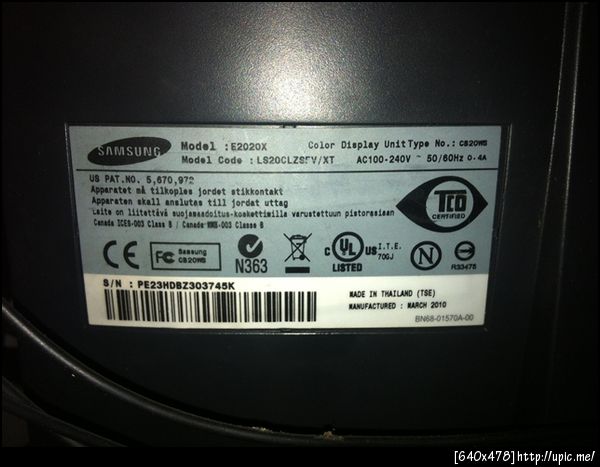 SAMSUNG
Model : E2020X Color Display Unit Type No.: CB20WS
Model Code : LS20CLZSFV/XT AC100-240V ~ 50/60Hz 0.4A
US PAT.NO. 5,670,972
Apparatet må tilkoples jordet stikkontakt
Apparaten skall anslutas till jordat uttag
Laite on liitettävä suojamaadoitus-koskettimilla varustettuun pistorasiaan
Canada ICES-003 Class B / Canada NMB-003 Classe B
TCO
CERTIFIED
CE
FC
Samsung
CB20WS
N363
C UL US
LISTED
I.T.E.
70GJ
N
R33475
S/N : PE23HDBZ303745K
MADE IN THAILAND (TSE)
MANUFACTURED : MARCH 2010
BN68-01570A-00
[640x478]http://upic.me/